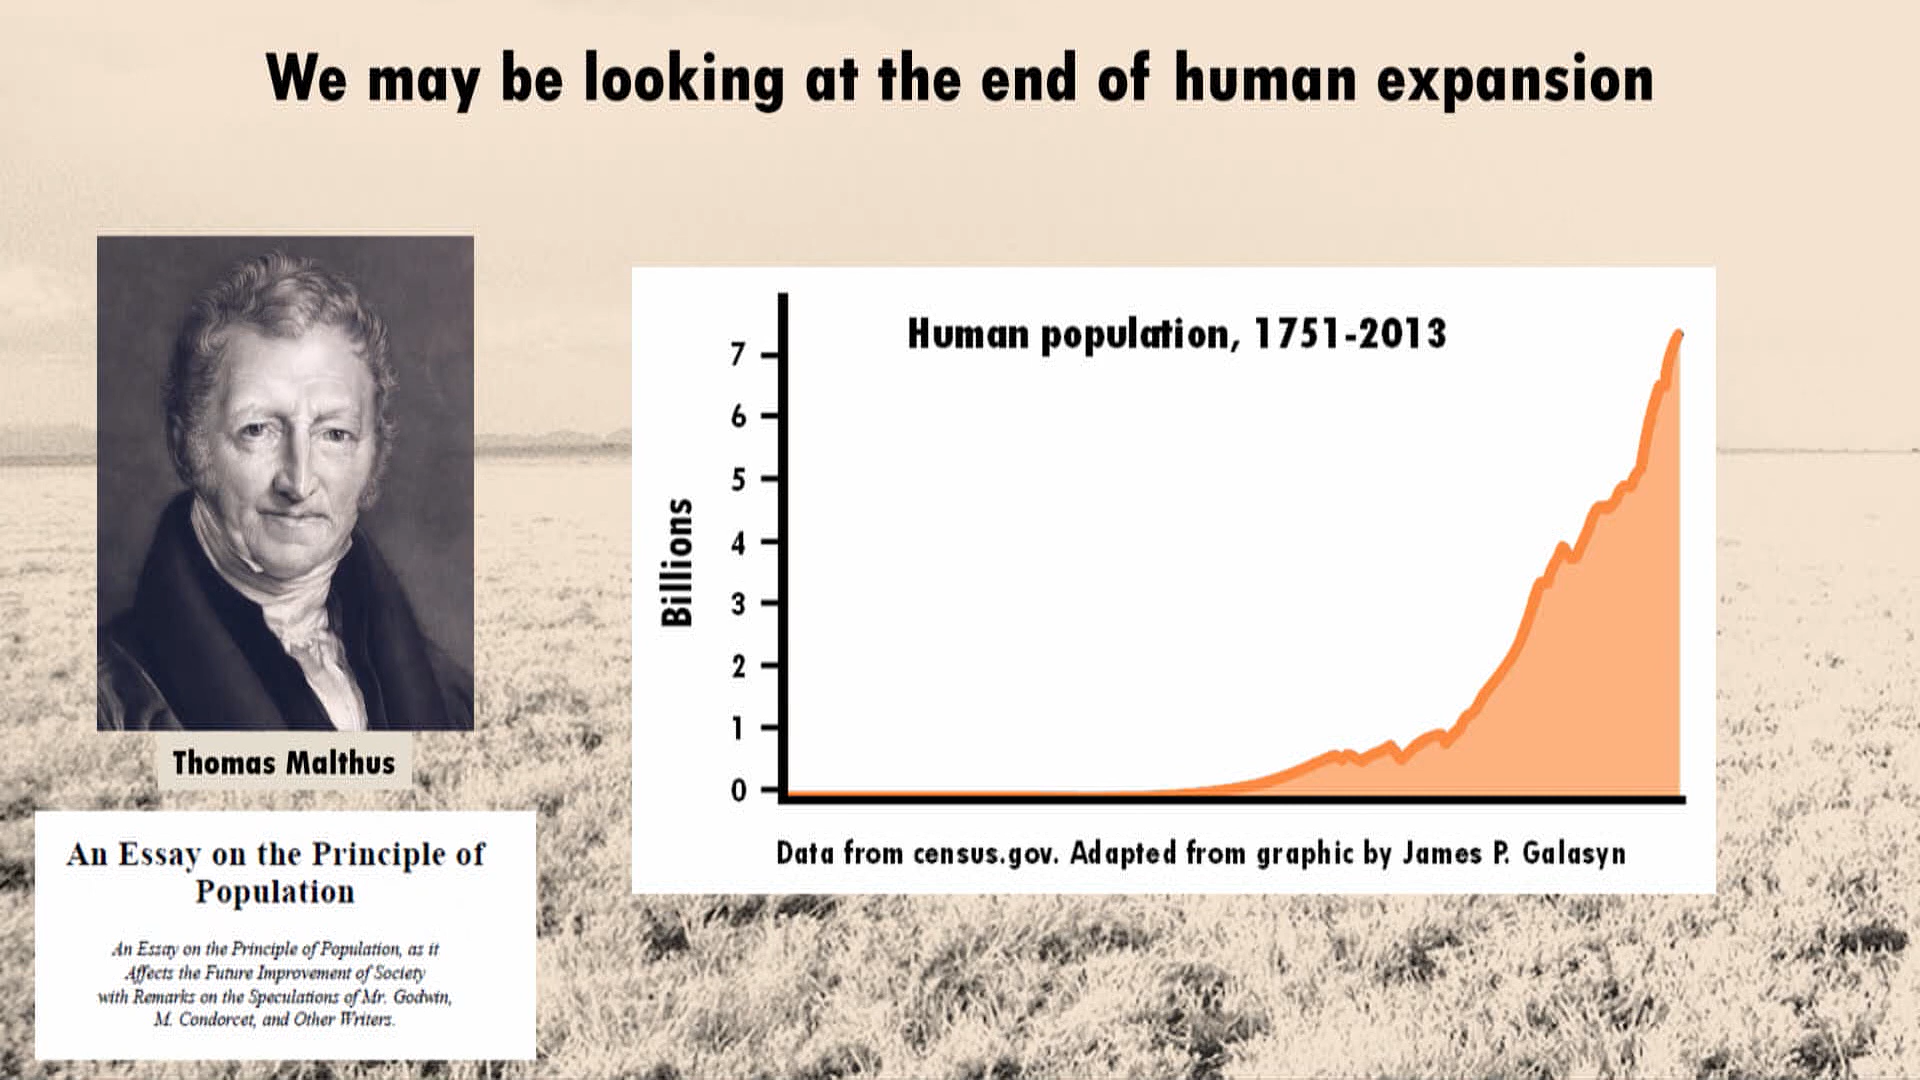 We may be looking at the end of human expansion
Thomas Malthus
An Essay on the Principle of
Population
An Essay on the Principle of Population, as it
Affects the Future Improvement of Society
with Remarks on the Speculations of Mr. Godwin,
M. Condorcet, and Other Writers.
Human population, 1751-2013
Billions
7
6
5
4
3
2
1
0
Data from census.gov. Adapted from graphic by James P. Galasyn